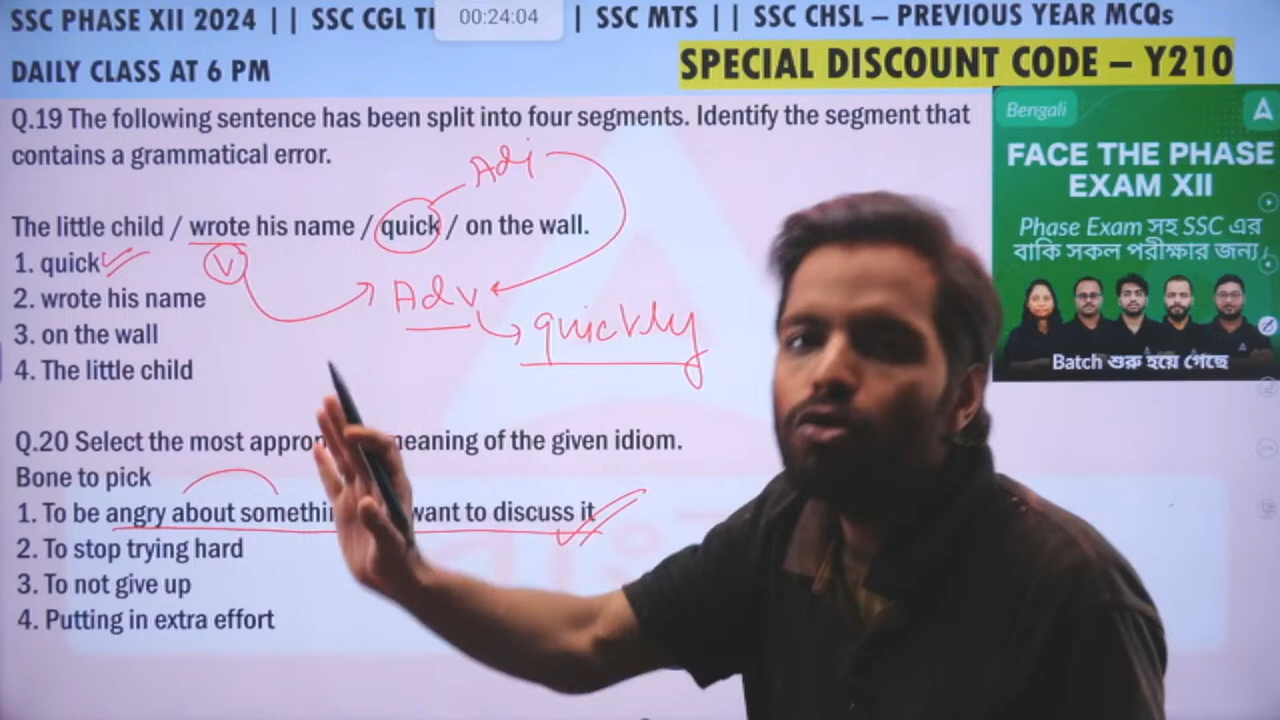 SSC PHASE XII 2024 || SSC CGL TI 00:24:04 | SSC MTS || SSC CHSL – PREVIOUS YEAR MCQs
DAILY CLASS AT 6 PM
SPECIAL DISCOUNT CODE – Y210
Q.19 The following sentence has been split into four segments. Identify the segment that
contains a grammatical error.
Adj
The little child / wrote his name / quick / on the wall.
1. quick
V
2. wrote his name
Adv
quickly
3. on the wall
4. The little child
Q.20 Select the most appro meaning of the given idiom.
Bone to pick
1. To be angry about somethi want to discuss it
2. To stop trying hard
3. To not give up
4. Putting in extra effort
Bengali
FACE THE PHASE
EXAM XII
Phase Exam সহ SSC এর
বাকি সকল পরীক্ষার জন্য
Batch শুরু হয়ে গেছে